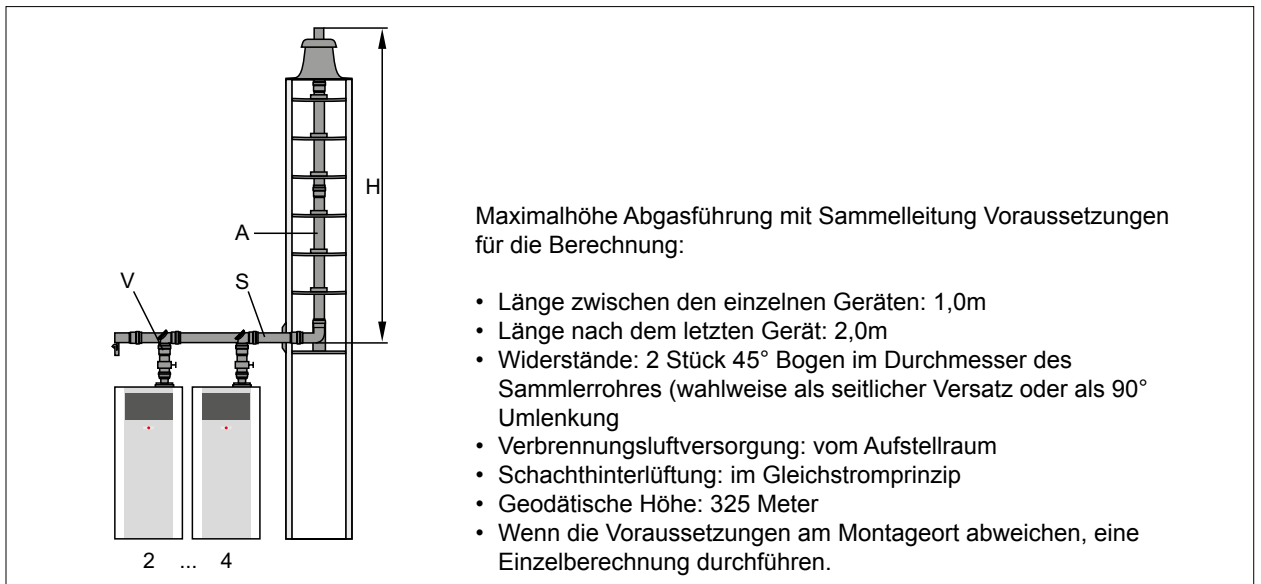 H
A
V
S
2 ... 4
Maximalhöhe Abgasführung mit Sammelleitung Voraussetzungen
für die Berechnung:
• Länge zwischen den einzelnen Geräten: 1,0m
• Länge nach dem letzten Gerät: 2,0m
• Widerstände: 2 Stück 45° Bogen im Durchmesser des
Sammlerrohres (wahlweise als seitlicher Versatz oder als 90°
Umlenkung
• Verbrennungsluftversorgung: vom Aufstellraum
• Schachthinterlüftung: im Gleichstromprinzip
• Geodätische Höhe: 325 Meter
• Wenn die Voraussetzungen am Montageort abweichen, eine
Einzelberechnung durchführen.